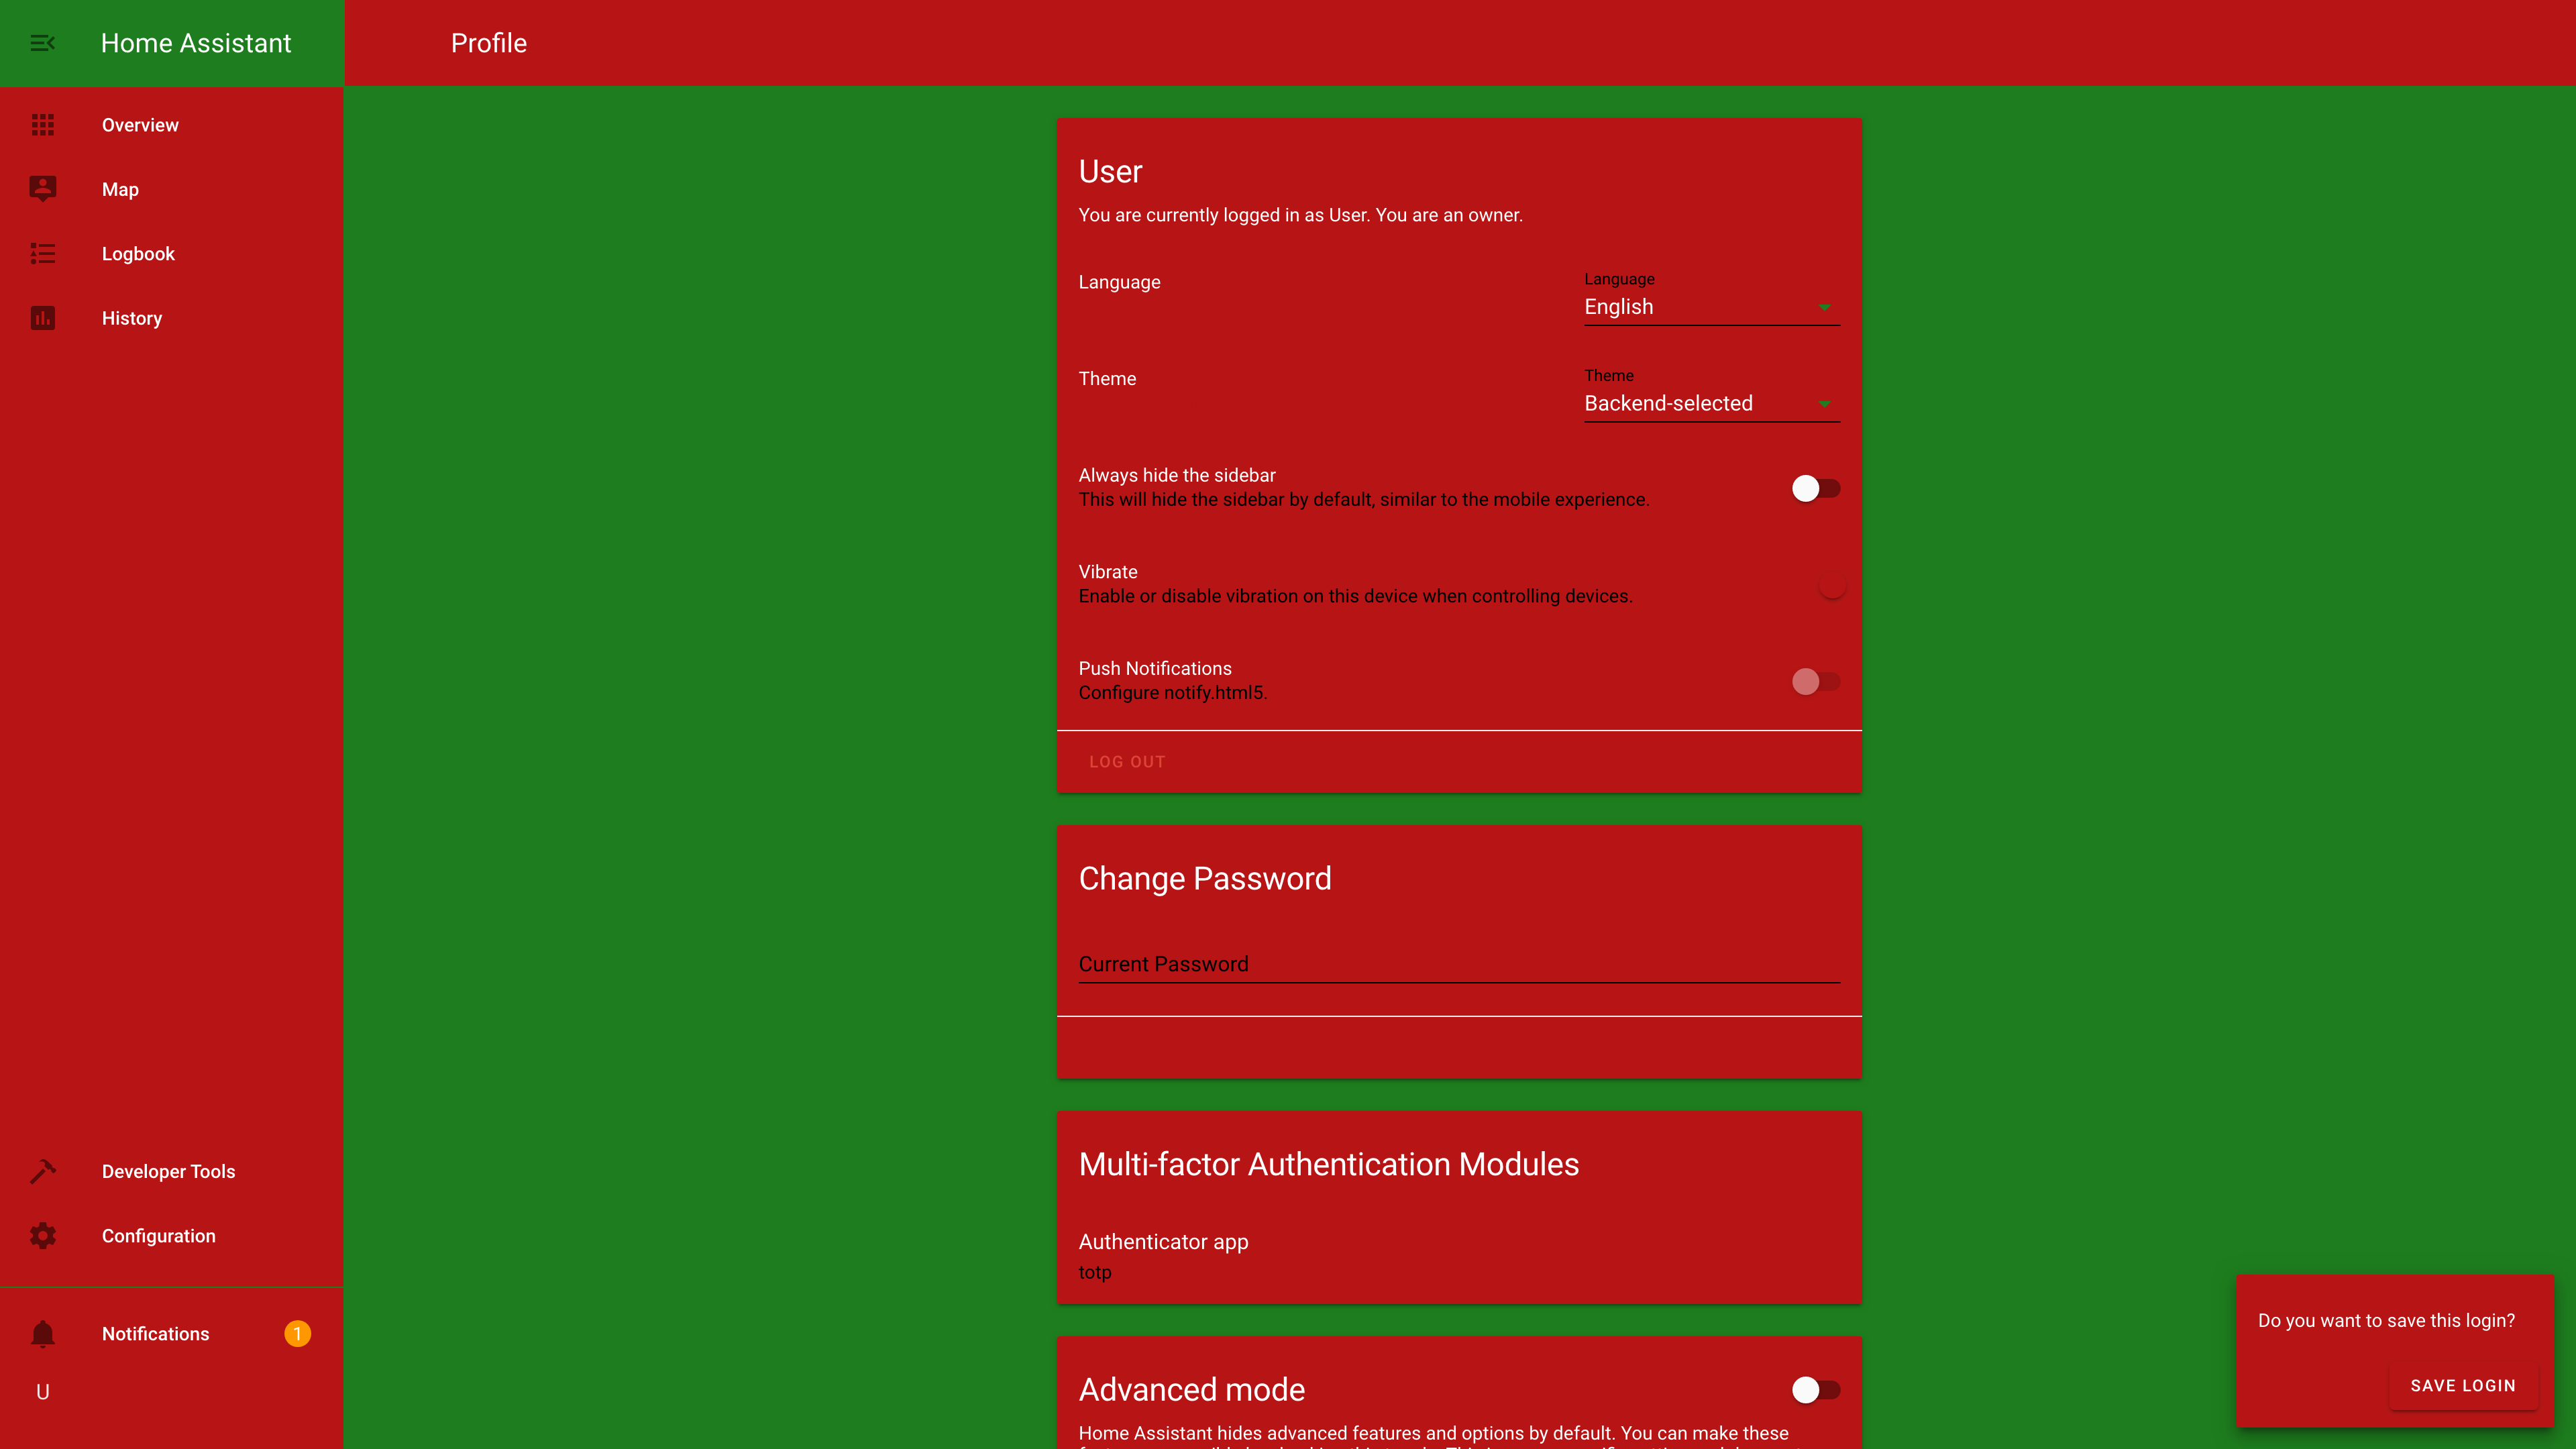 Home Assistant
Profile
Overview
Map
Logbook
History
Developer Tools
Configuration
Notifications
1
U
User
You are currently logged in as User. You are an owner.
Language
Language
English
Theme
Theme
Backend-selected
Always hide the sidebar
This will hide the sidebar by default, similar to the mobile experience.
Vibrate
Enable or disable vibration on this device when controlling devices.
Push Notifications
Configure notify.html5.
LOG OUT
Change Password
Current Password
Multi-factor Authentication Modules
Authenticator app
totp
Advanced mode
Home Assistant hides advanced features and options by default. You can make these
Do you want to save this login?
SAVE LOGIN